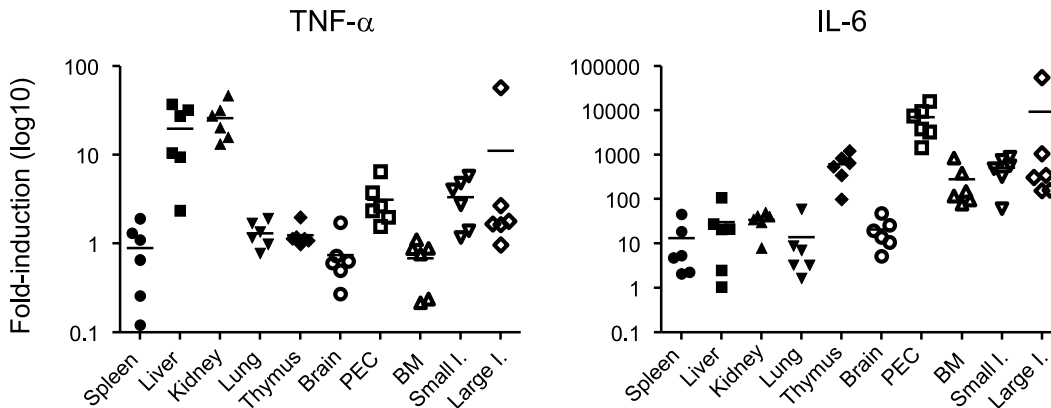 TNF-α
IL-6
Fold-induction (log10)
100
10
1
0.1
Spleen
Liver
Kidney
Lung
Thymus
Brain
PEC
BM
Small I.
Large I.
100000
10000
1000
100
10
1
0.1
Spleen
Liver
Kidney
Lung
Thymus
Brain
PEC
BM
Small I.
Large I.